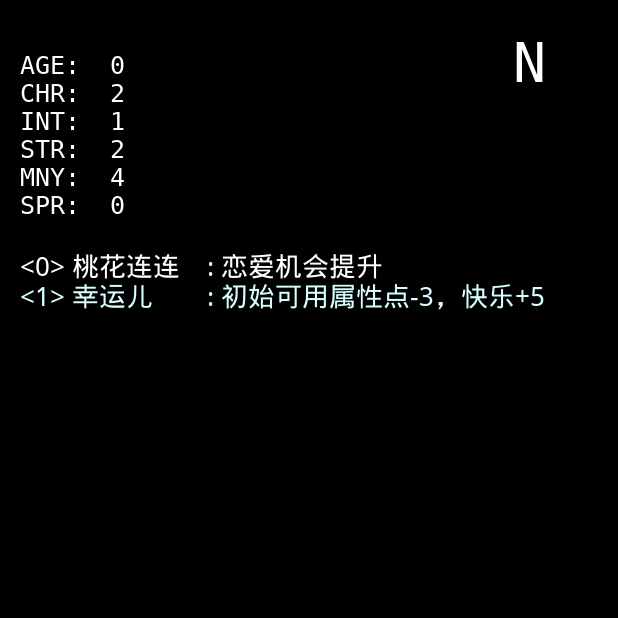 N
AGE: 0
CHR: 2
INT: 1
STR: 2
MNY: 4
SPR: 0
<0> 桃花连连 : 恋爱机会提升
<1> 幸运儿 : 初始可用属性点-3，快乐+5